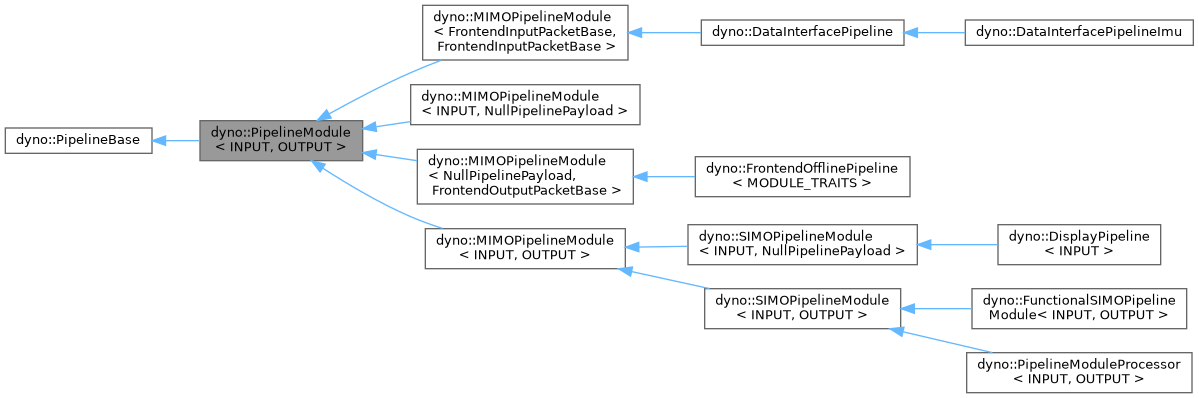 dyno::MIMOPipelineModule
< FrontendInputPacketBase,
FrontendInputPacketBase >
dyno::DataInterfacePipeline
dyno::DataInterfacePipelineImu
dyno::MIMOPipelineModule
< INPUT, NullPipelinePayload >
dyno::PipelineBase
dyno::PipelineModule
< INPUT, OUTPUT >
dyno::MIMOPipelineModule
< NullPipelinePayload,
FrontendOutputPacketBase >
dyno::FrontendOfflinePipeline
< MODULE_TRAITS >
dyno::MIMOPipelineModule
< INPUT, OUTPUT >
dyno::SIMOPipelineModule
< INPUT, NullPipelinePayload >
dyno::DisplayPipeline
< INPUT >
dyno::SIMOPipelineModule
< INPUT, OUTPUT >
dyno::FunctionalSIMOPipeline
Module< INPUT, OUTPUT >
dyno::PipelineModuleProcessor
< INPUT, OUTPUT >